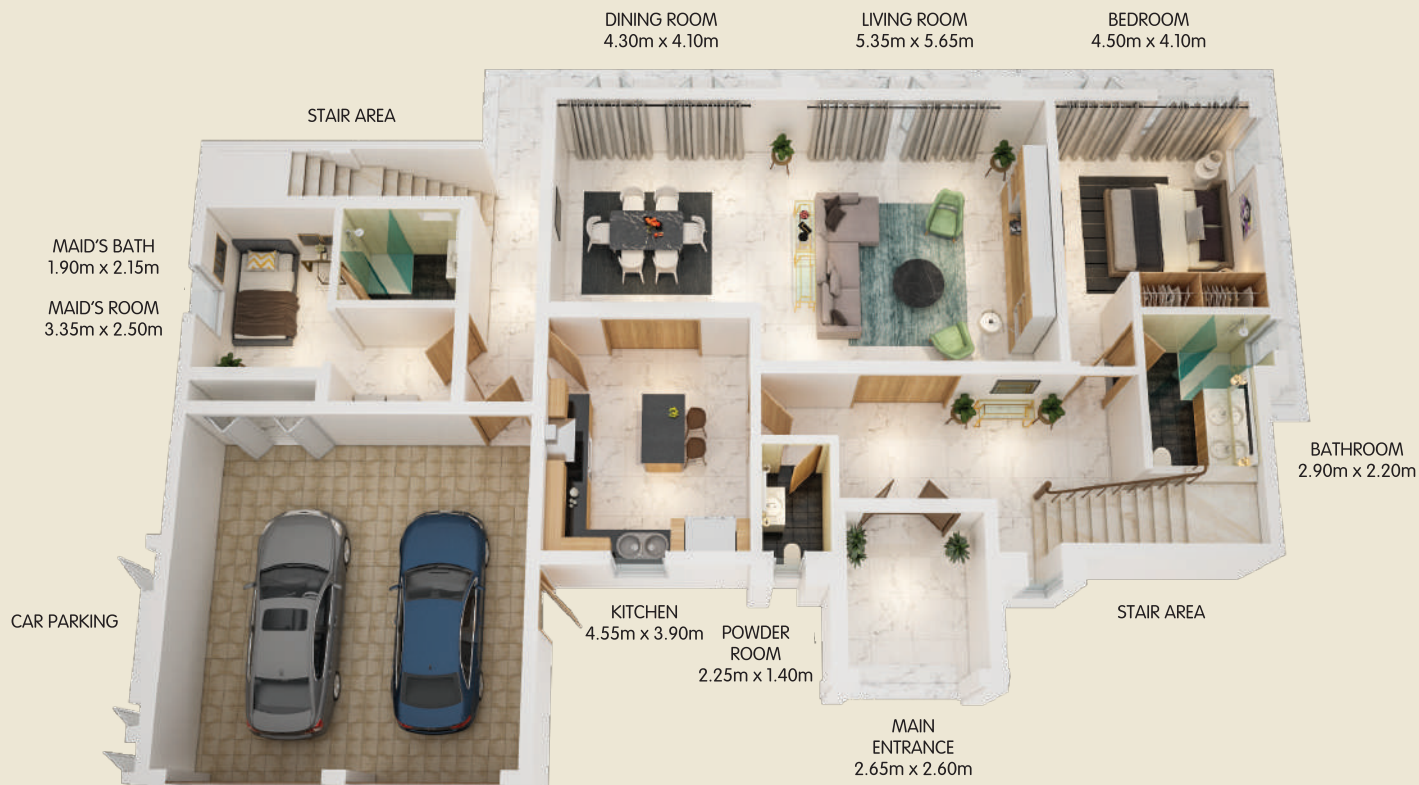 DINING ROOM
4.30m x 4.10m
LIVING ROOM
5.35m x 5.65m
BEDROOM
4.50m x 4.10m
STAIR AREA
MAID'S BATH
1.90m x 2.15m
MAID'S ROOM
3.35m x 2.50m
BATHROOM
2.90m x 2.20m
CAR PARKING
KITCHEN
4.55m x 3.90m
POWDER
ROOM
2.25m x 1.40m
STAIR AREA
MAIN
ENTRANCE
2.65m x 2.60m